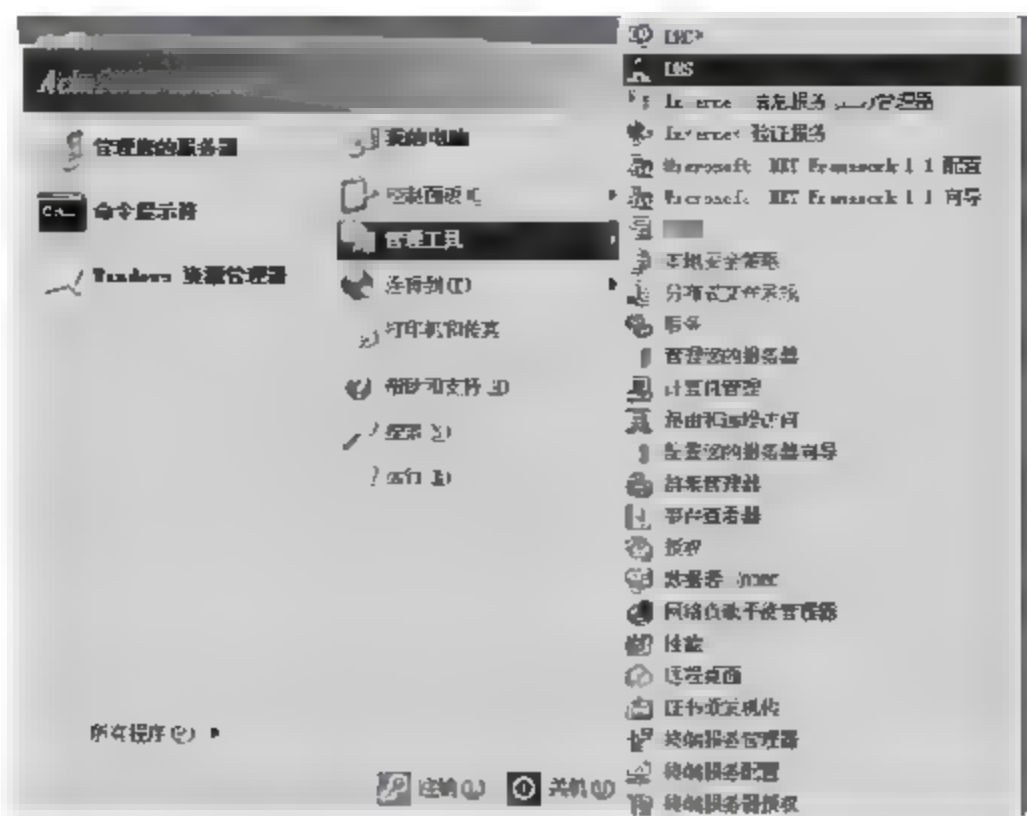 管理您的服务器
命令提示符
Windows 资源管理器
所有程序(P)
我的电脑
控制面板(C)
管理工具
连接到(T)
打印机和传真
帮助和支持(H)
搜索(S)
运行(R)
注销(L)
关机(U)
DHCP
DNS
Internet 信息服务(IIS)管理器
Internet 验证服务
Microsoft .NET Framework 1.1 配置
Microsoft .NET Framework 1.1 向导
本地安全策略
分布式文件系统
服务
管理您的服务器
计算机管理
路由和远程访问
配置您的服务器向导
群集管理器
事件查看器
授权
数据源 (ODBC)
网络负载平衡管理器
性能
远程桌面
证书颁发机构
终端服务管理器
终端服务配置
终端服务器授权